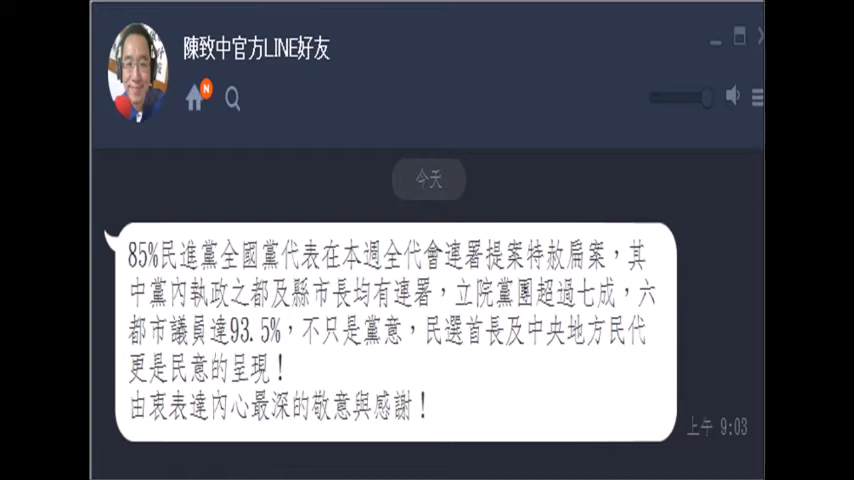 陳致中官方LINE好友
N
今天
85%民進黨全國黨代表在本週全代會連署提案特赦扁案，其
中黨內執政之都及縣市長均有連署，立院黨團超過七成，六
都市議員達93.5%，不只是黨意，民選首長及中央地方民代
更是民意的呈現！
由衷表達內心最深的敬意與感謝！
上午 9:03